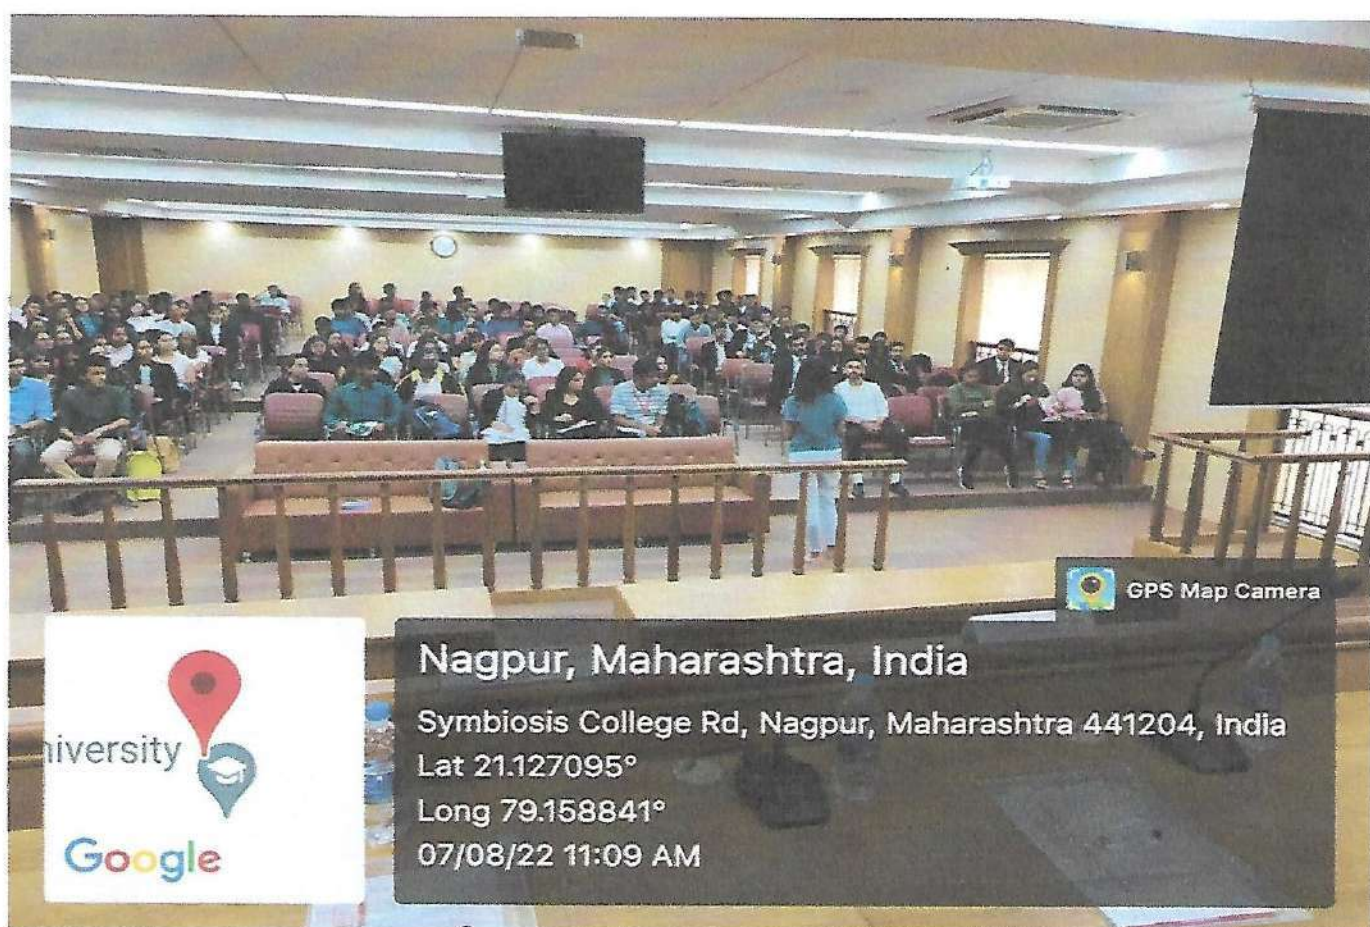 GPS Map Camera
niversity
Google
Nagpur, Maharashtra, India
Symbiosis College Rd, Nagpur, Maharashtra 441204, India
Lat 21.127095°
Long 79.158841°
07/08/22 11:09 AM